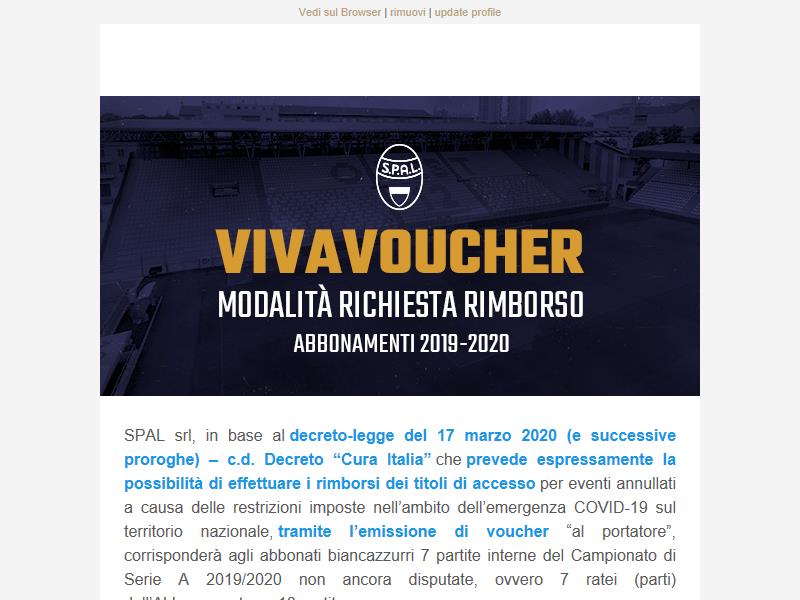 Vedi sul Browser | rimuovi | update profile
S.P.A.L.
VIVAVOUCHER
MODALITÀ RICHIESTA RIMBORSO
ABBONAMENTI 2019-2020
SPAL srl, in base al decreto-legge del 17 marzo 2020 (e successive
proroghe) – c.d. Decreto “Cura Italia” che prevede espressamente la
possibilità di effettuare i rimborsi dei titoli di accesso per eventi annullati
a causa delle restrizioni imposte nell’ambito dell’emergenza COVID-19 sul
territorio nazionale, tramite l’emissione di voucher “al portatore”,
corrisponderà agli abbonati biancazzurri 7 partite interne del Campionato di
Serie A 2019/2020 non ancora disputate, ovvero 7 ratei (parti)